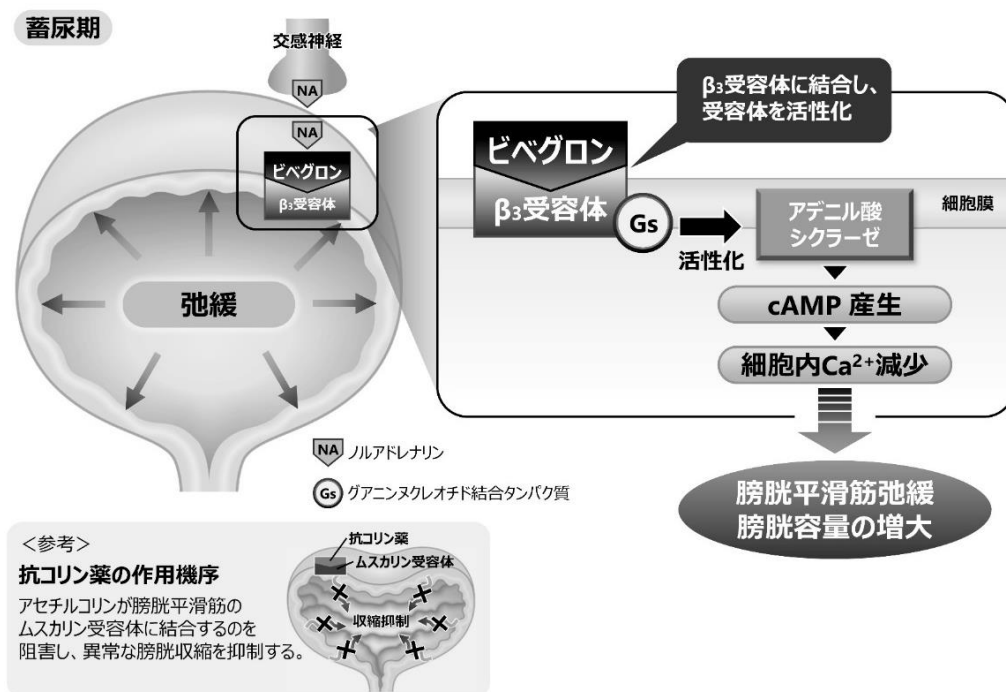 蓄尿期
交感神経
NA
NA
ビベグロン
β₃受容体
弛緩
β₃受容体に結合し、
受容体を活性化
ビベグロン
β₃受容体
Gs
活性化
アデニル酸
シクラーゼ
細胞膜
cAMP 産生
細胞内Ca²⁺減少
膀胱平滑筋弛緩
膀胱容量の増大
NA ノルアドレナリン
Gs グアニンヌクレオチド結合タンパク質
<参考>
抗コリン薬の作用機序
アセチルコリンが膀胱平滑筋の
ムスカリン受容体に結合するのを
阻害し、異常な膀胱収縮を抑制する。
抗コリン薬
ムスカリン受容体
収縮抑制